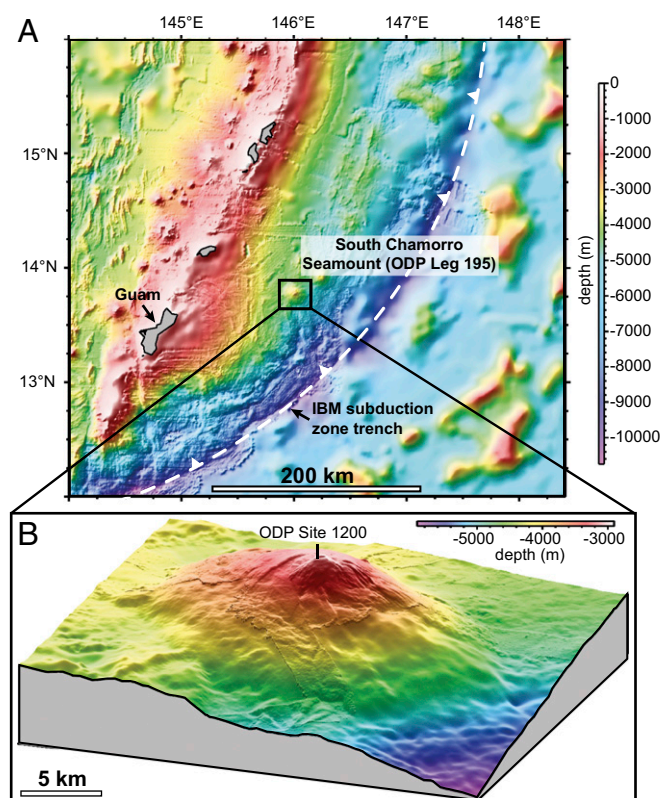 A
145°E
146°E
147°E
148°E
15°N
14°N
13°N
South Chamorro
Seamount (ODP Leg 195)
Guam
IBM subduction
zone trench
200 km
0
-1000
-2000
-3000
-4000
-5000
-6000
-7000
-8000
-9000
-10000
depth (m)
B
ODP Site 1200
-5000
-4000
-3000
depth (m)
5 km